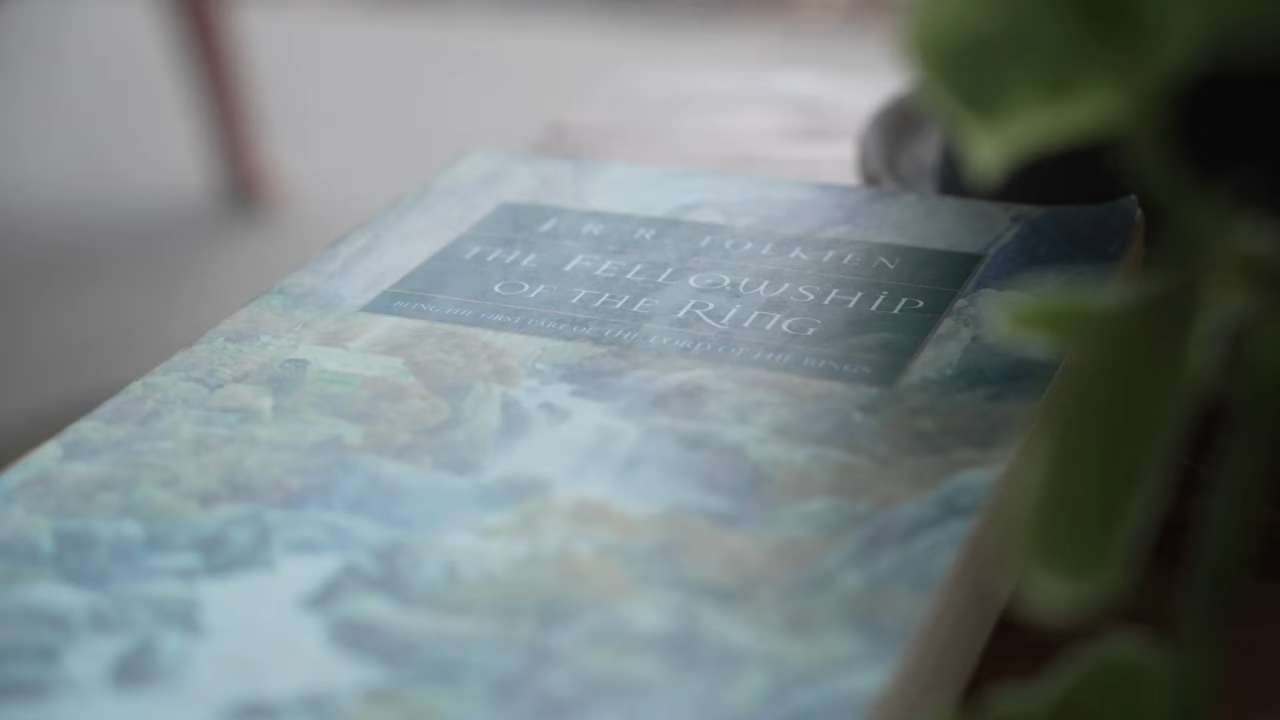 J. R. R. TOLKIEN
THE FELLOWSHIP
OF THE RING
BEING THE FIRST PART OF THE LORD OF THE RINGS